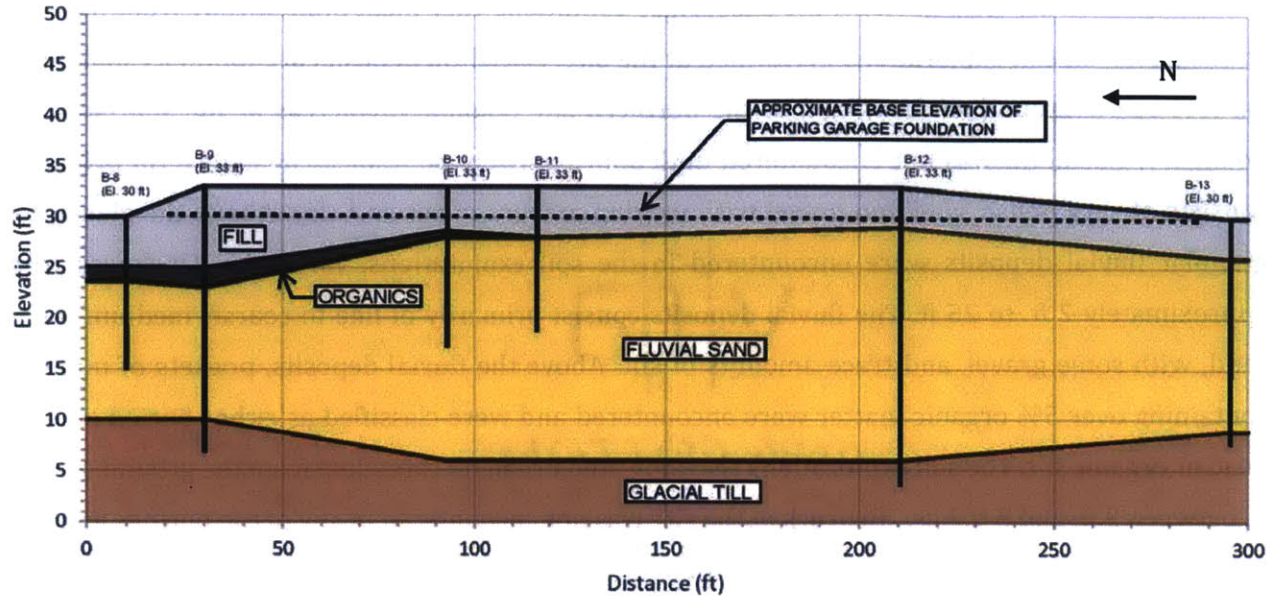 50
45
40
35
30
25
20
15
10
5
0
Elevation (ft)
N
APPROXIMATE BASE ELEVATION OF
PARKING GARAGE FOUNDATION
B-8
(El. 30 ft)
B-9
(El. 33 ft)
B-10
(El. 33 ft)
B-11
(El. 33 ft)
B-12
(El. 33 ft)
B-13
(El. 30 ft)
FILL
ORGANICS
FLUVIAL SAND
GLACIAL TILL
0
50
100
150
200
250
300
Distance (ft)